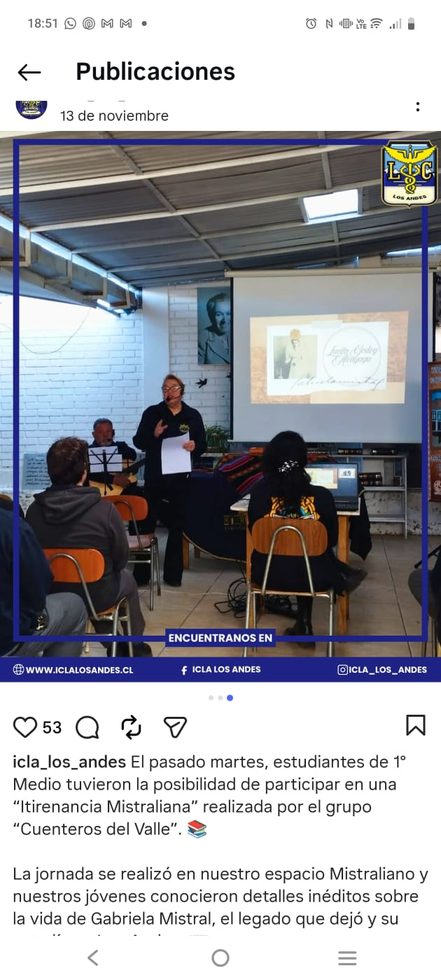 18:51
VO
LTE
Publicaciones
13 de noviembre
L C
LOS ANDES
ENCUENTRANOS EN
WWW.ICLALOSANDES.CL
ICLA LOS ANDES
ICLA_LOS_ANDES
53
icla_los_andes El pasado martes, estudiantes de 1°
Medio tuvieron la posibilidad de participar en una
“Itirenancia Mistraliana” realizada por el grupo
“Cuenteros del Valle”. 📚
La jornada se realizó en nuestro espacio Mistraliano y
nuestros jóvenes conocieron detalles inéditos sobre
la vida de Gabriela Mistral, el legado que dejó y su